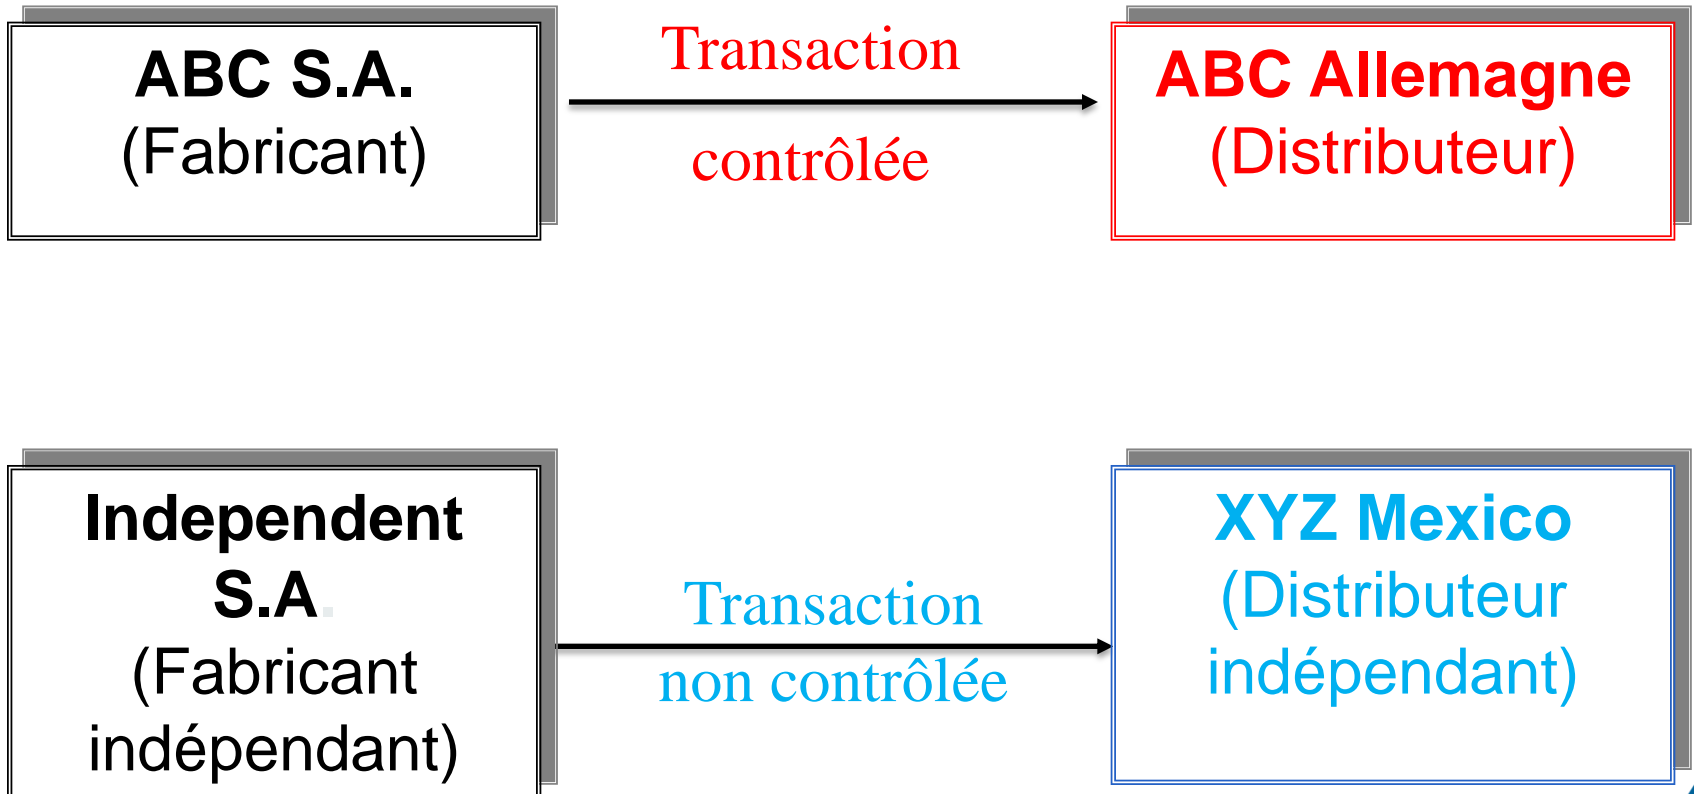 ABC S.A.
(Fabricant)
Transaction
contrôlée
ABC Allemagne
(Distributeur)
Independent
S.A.
(Fabricant
indépendant)
Transaction
non contrôlée
XYZ Mexico
(Distributeur
indépendant)